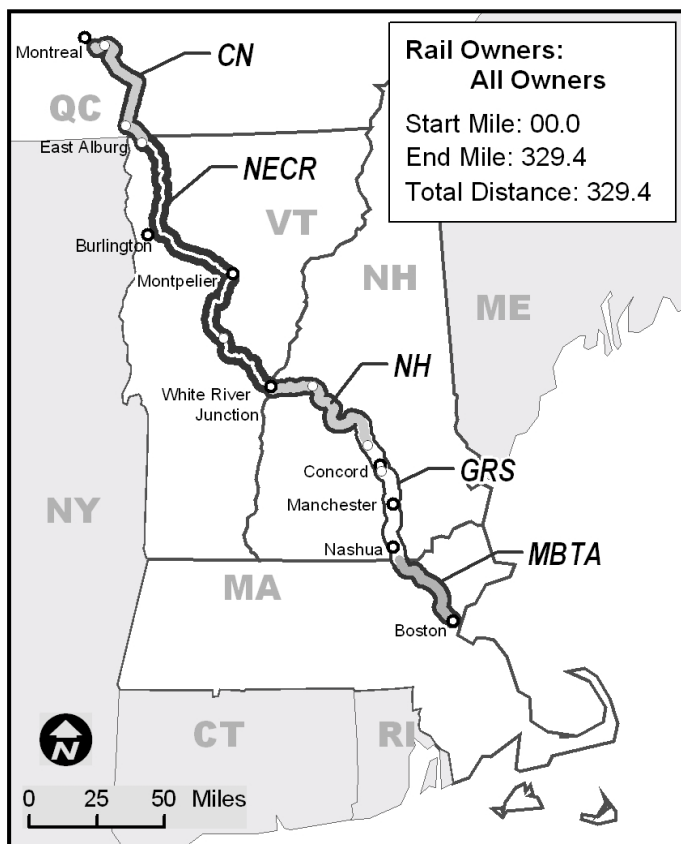 Rail Owners:
All Owners
Start Mile: 00.0
End Mile: 329.4
Total Distance: 329.4
Montreal
CN
QC
East Alburg
NECR
VT
Burlington
Montpelier
NH
ME
White River
Junction
NH
Concord
GRS
Manchester
NY
Nashua
MBTA
MA
Boston
CT
RI
N
0 25 50 Miles